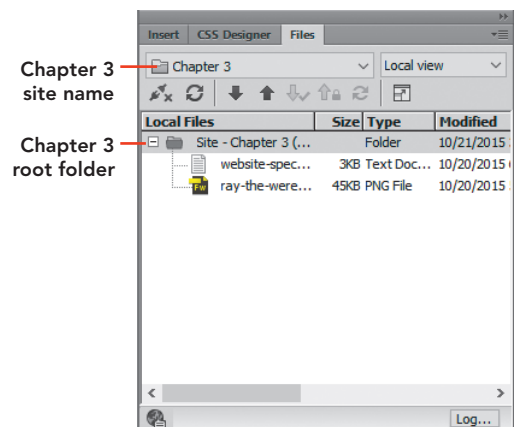 Insert CSS Designer Files
Chapter 3 site name
Chapter 3 Local view
Local Files Size Type Modified
Chapter 3 root folder
Site - Chapter 3 (... Folder 10/21/2015
website-spec... 3KB Text Doc... 10/20/2015
Fw ray-the-were... 45KB PNG File 10/20/2015
Log...